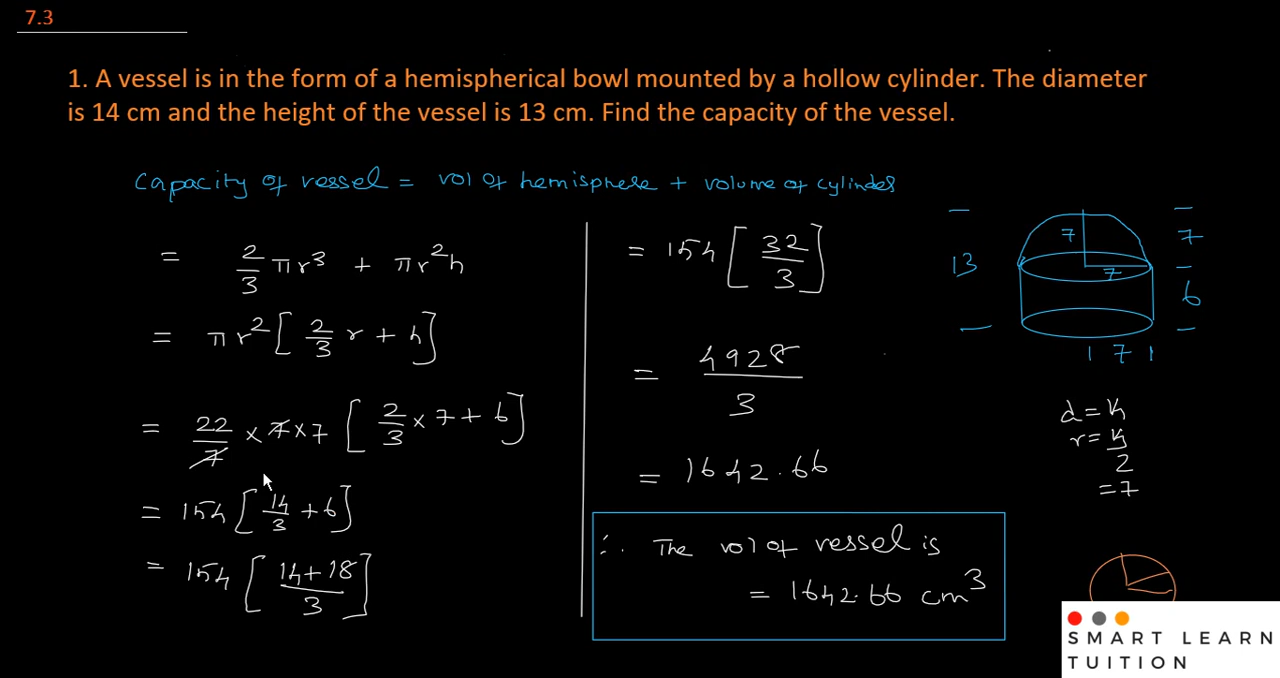 7.3
1. A vessel is in the form of a hemispherical bowl mounted by a hollow cylinder. The diameter
is 14 cm and the height of the vessel is 13 cm. Find the capacity of the vessel.
Capacity of vessel = vol of hemisphere + volume of cylinder
= 2/3 πr³ + πr²h
= πr² [2/3 r + h]
= 22/7 × 7 × 7 [2/3 × 7 + 6]
= 154 [14/3 + 6]
= 154 [14+18/3]
= 154 [32/3]
= 4928/3
= 1642.66
∴ The vol of vessel is
= 1642.66 cm³
13
7
7
7
6
7
d = 14
r = 14/2
= 7
SMART LEARN
TUITION